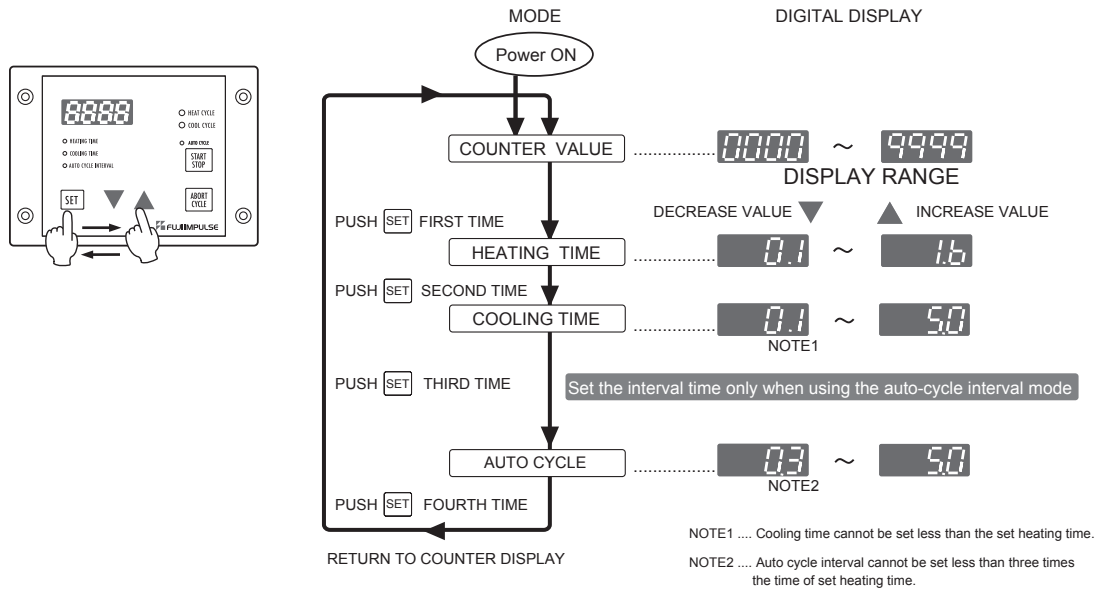 MODE
DIGITAL DISPLAY
Power ON
8888
HEAT CYCLE
COOL CYCLE
HEATING TIME
COOLING TIME
AUTO CYCLE INTERVAL
AUTO CYCLE
START
STOP
SET
ABORT
CYCLE
FUJI IMPULSE
COUNTER VALUE ................. 0000 ~ 9999
DISPLAY RANGE
PUSH SET FIRST TIME
DECREASE VALUE ▼ ▲ INCREASE VALUE
HEATING TIME ................. 0.1 ~ 1.6
PUSH SET SECOND TIME
COOLING TIME ................. 0.1 ~ 5.0
NOTE1
PUSH SET THIRD TIME
Set the interval time only when using the auto-cycle interval mode
AUTO CYCLE ................. 0.3 ~ 5.0
NOTE2
PUSH SET FOURTH TIME
RETURN TO COUNTER DISPLAY
NOTE1 .... Cooling time cannot be set less than the set heating time.
NOTE2 .... Auto cycle interval cannot be set less than three times
the time of set heating time.